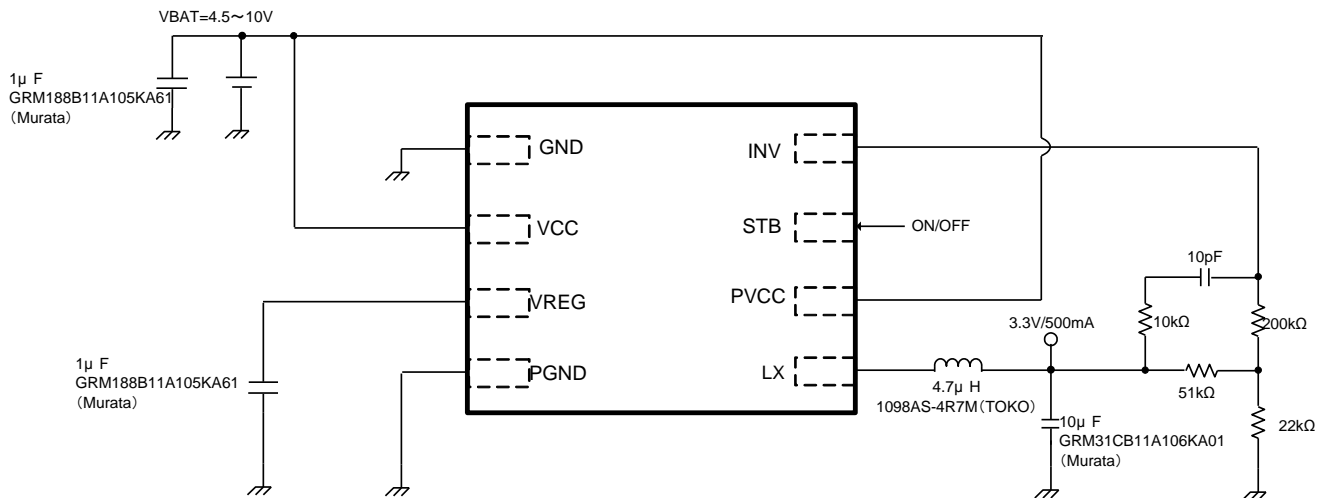 VBAT=4.5～10V
1μ F
GRM188B11A105KA61
(Murata)
GND
VCC
VREG
PGND
INV
STB
PVCC
LX
ON/OFF
10pF
10kΩ
200kΩ
3.3V/500mA
51kΩ
4.7μ H
1098AS-4R7M(TOKO)
22kΩ
1μ F
GRM188B11A105KA61
(Murata)
10μ F
GRM31CB11A106KA01
(Murata)